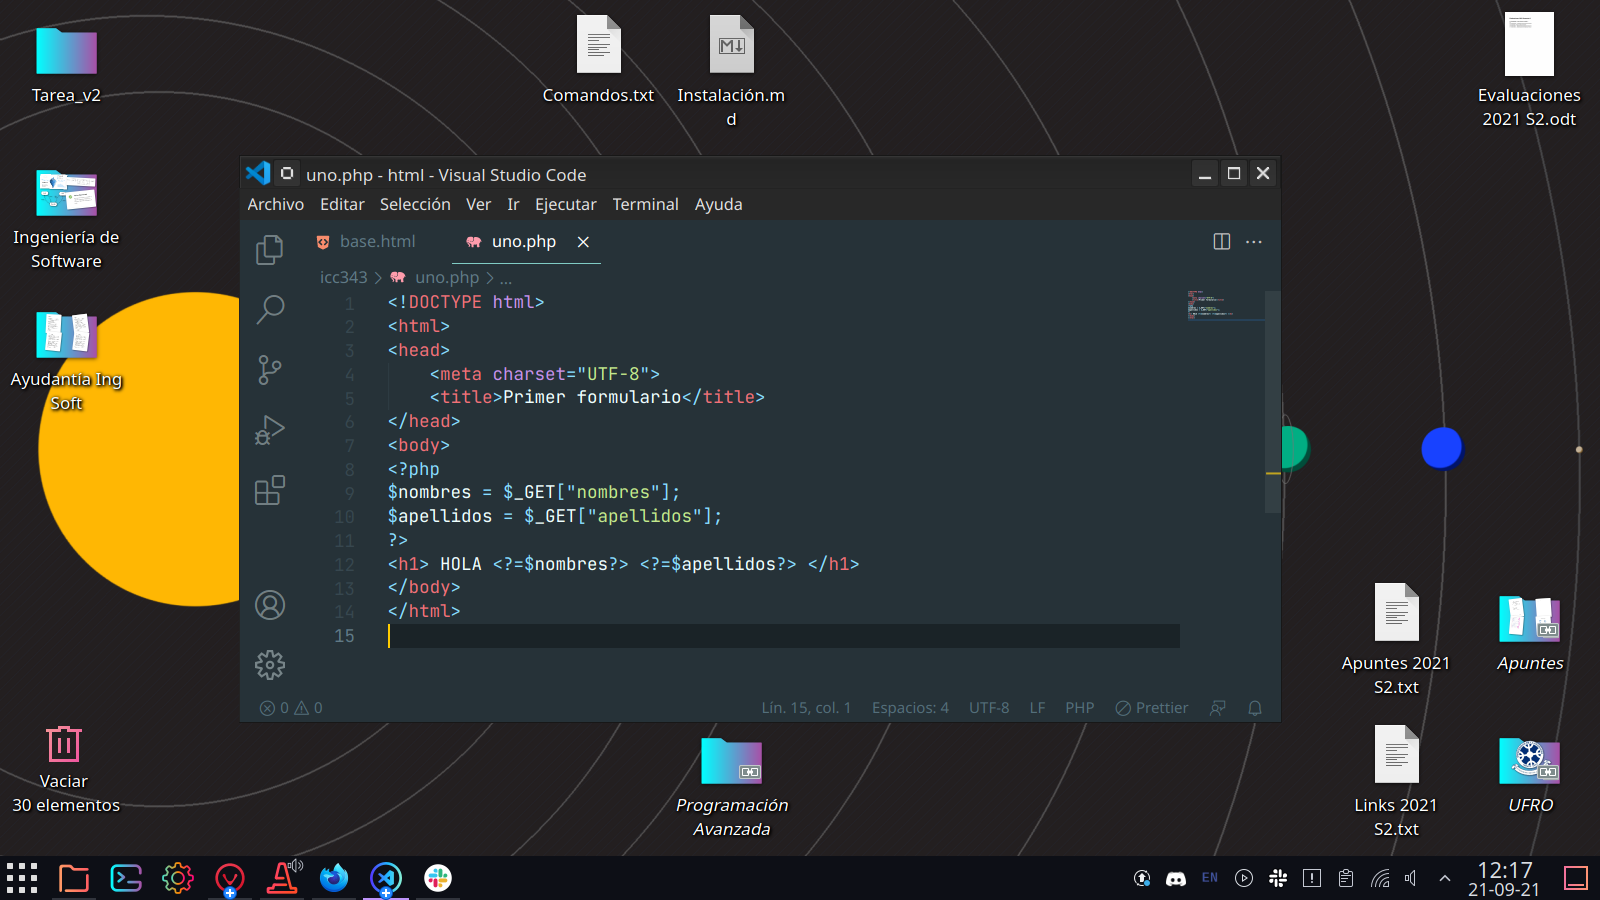 Tarea_v2
Comandos.txt
Instalación.m
d
Evaluaciones
2021 S2.odt
Ingeniería de
Software
Ayudantía Ing
Soft
uno.php - html - Visual Studio Code
Archivo Editar Selección Ver Ir Ejecutar Terminal Ayuda
base.html uno.php
icc343 > uno.php > ...
1 <!DOCTYPE html>
2 <html>
3 <head>
4     <meta charset="UTF-8">
5     <title>Primer formulario</title>
6 </head>
7 <body>
8 <?php
9 $nombres = $_GET["nombres"];
10 $apellidos = $_GET["apellidos"];
11 ?>
12 <h1> HOLA <?=$nombres?> <?=$apellidos?> </h1>
13 </body>
14 </html>
15
0 0 Lín. 15, col. 1 Espacios: 4 UTF-8 LF PHP Prettier
Apuntes 2021
S2.txt
Apuntes
Vaciar
30 elementos
Programación
Avanzada
Links 2021
S2.txt
UFRO
EN
12:17
21-09-21